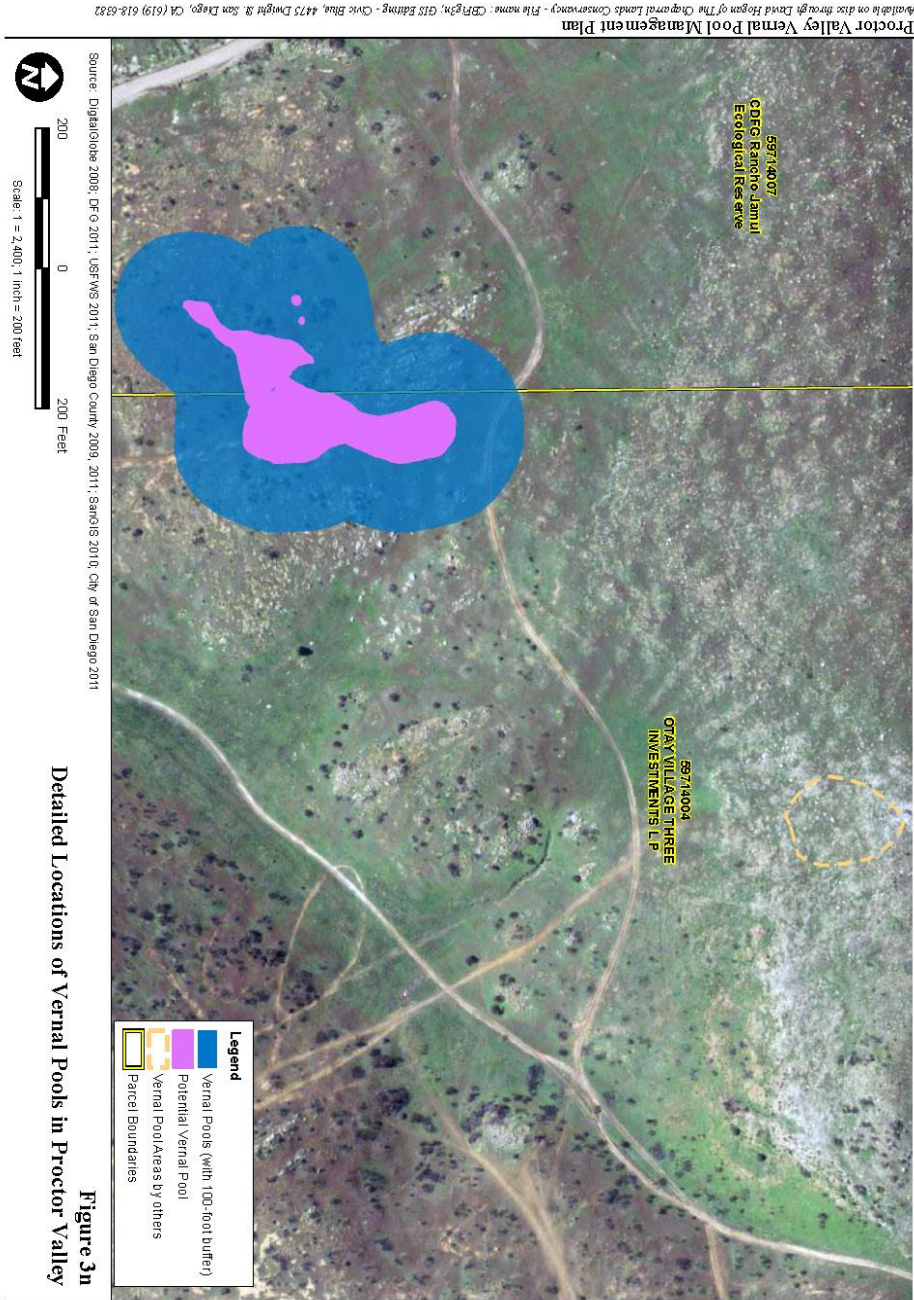 Proctor Valley Vernal Pool Management Plan
Available on disc through David Hogan of The Chaparral Lands Conservancy - File name: CBFig3n; GIS Editing - Civic Blue, 4475 Dwight St. San Diego, CA (619) 618-6382
59714007
CDFG Rancho Jamul
Ecological Reserve
59714004
OTAY VILLAGE THREE
INVESTMENTS L P
Legend
Vernal Pools (with 100-foot buffer)
Potential Vernal Pool
Vernal Pool Areas by others
Parcel Boundaries
Source: DigitalGlobe 2008; DFG 2011; USFWS 2011; San Diego County 2009, 2011; SanGIS 2010; City of San Diego 2011
N
200 0 200 Feet
Scale: 1 = 2,400; 1 inch = 200 feet
Figure 3n
Detailed Locations of Vernal Pools in Proctor Valley